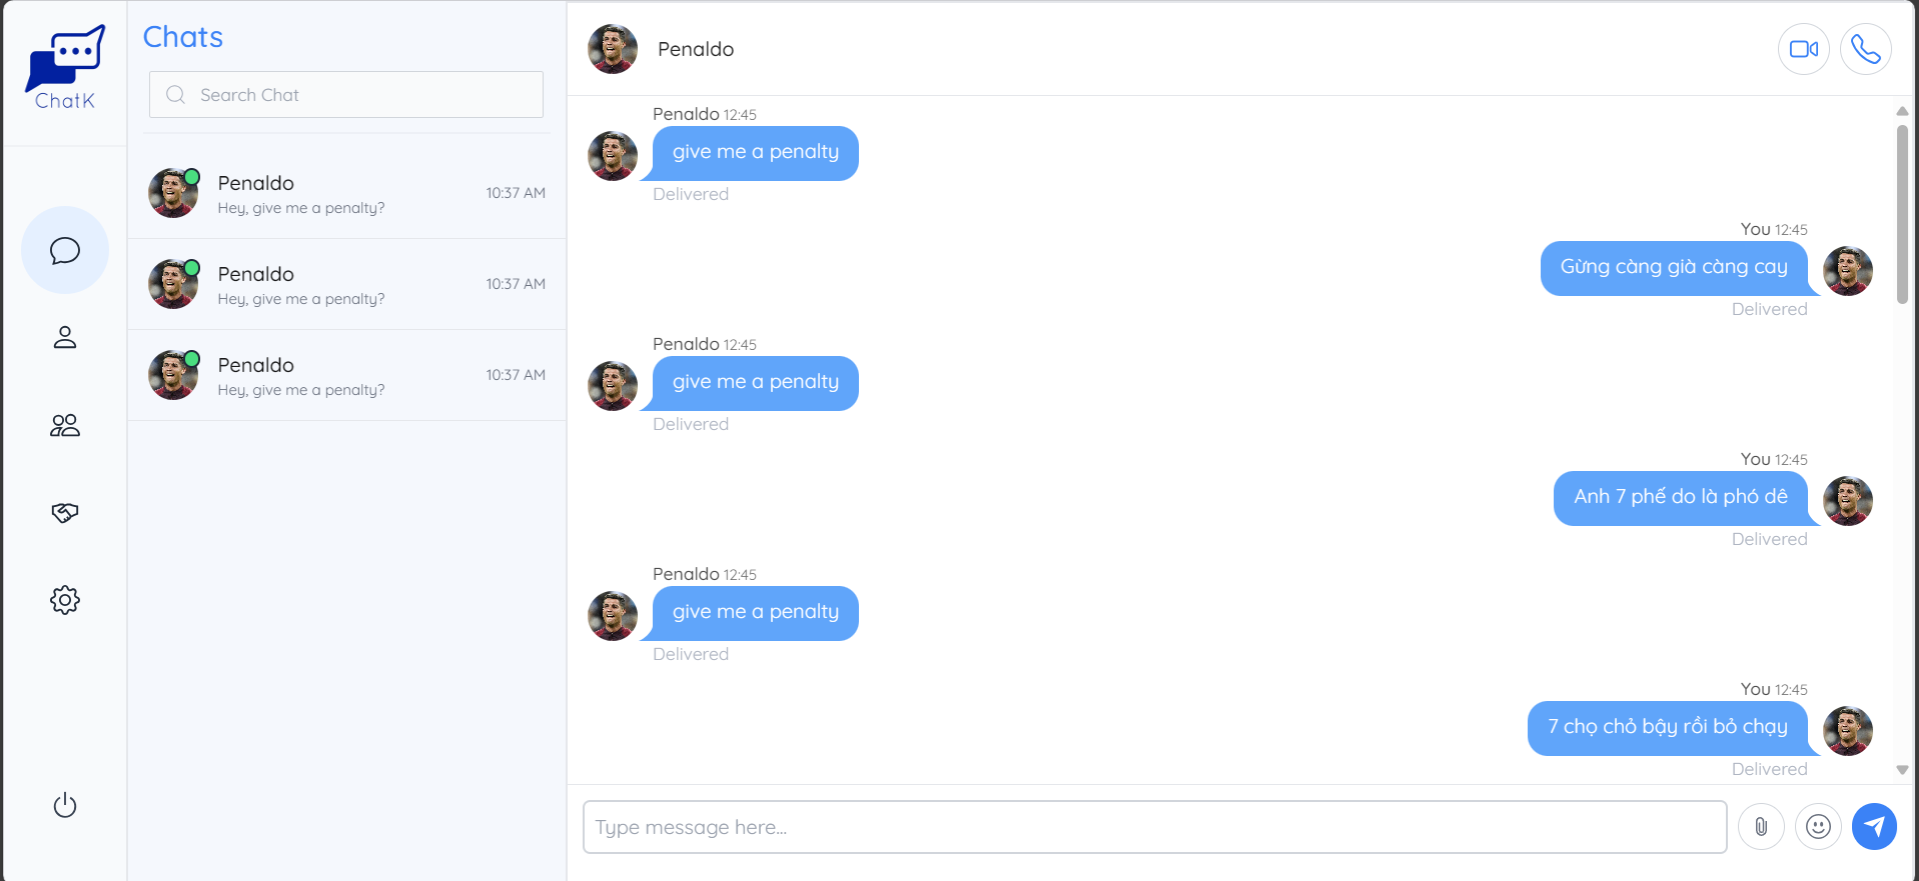 ChatK
Chats
Search Chat
Penaldo
Hey, give me a penalty?
10:37 AM
Penaldo
Hey, give me a penalty?
10:37 AM
Penaldo
Hey, give me a penalty?
10:37 AM
Penaldo
Penaldo 12:45
give me a penalty
Delivered
You 12:45
Gừng càng già càng cay
Delivered
Penaldo 12:45
give me a penalty
Delivered
You 12:45
Anh 7 phế do là phó dê
Delivered
Penaldo 12:45
give me a penalty
Delivered
You 12:45
7 chọ chỏ bậy rồi bỏ chạy
Delivered
Type message here...